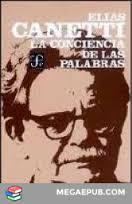 ELIAS
CANETTI
LA CONCIENCIA
DE LAS
PALABRAS
MEGAEPUB.COM